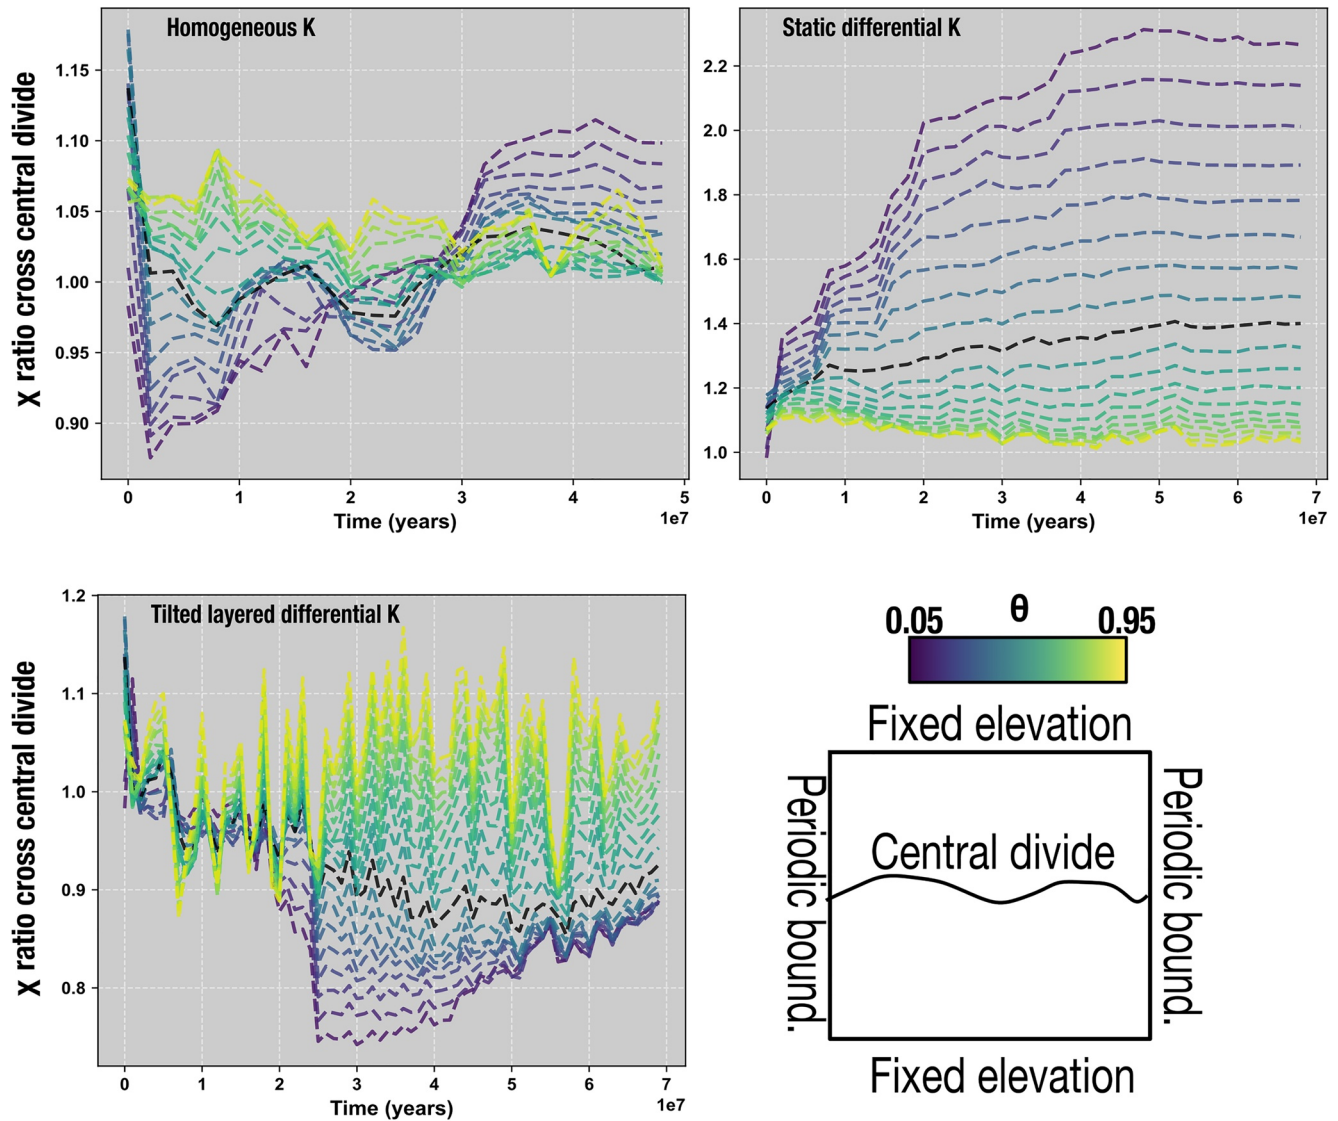 Homogeneous K
X ratio cross central divide
1.15
1.10
1.05
1.00
0.95
0.90
0 1 2 3 4 5
1e7
Time (years)
Static differential K
2.2
2.0
1.8
1.6
1.4
1.2
1.0
0 1 2 3 4 5 6 7
1e7
Time (years)
Tilted layered differential K
X ratio cross central divide
1.2
1.1
1.0
0.9
0.8
0 1 2 3 4 5 6 7
1e7
Time (years)
θ
0.05 0.95
Fixed elevation
Periodic bound.
Central divide
Periodic bound.
Fixed elevation